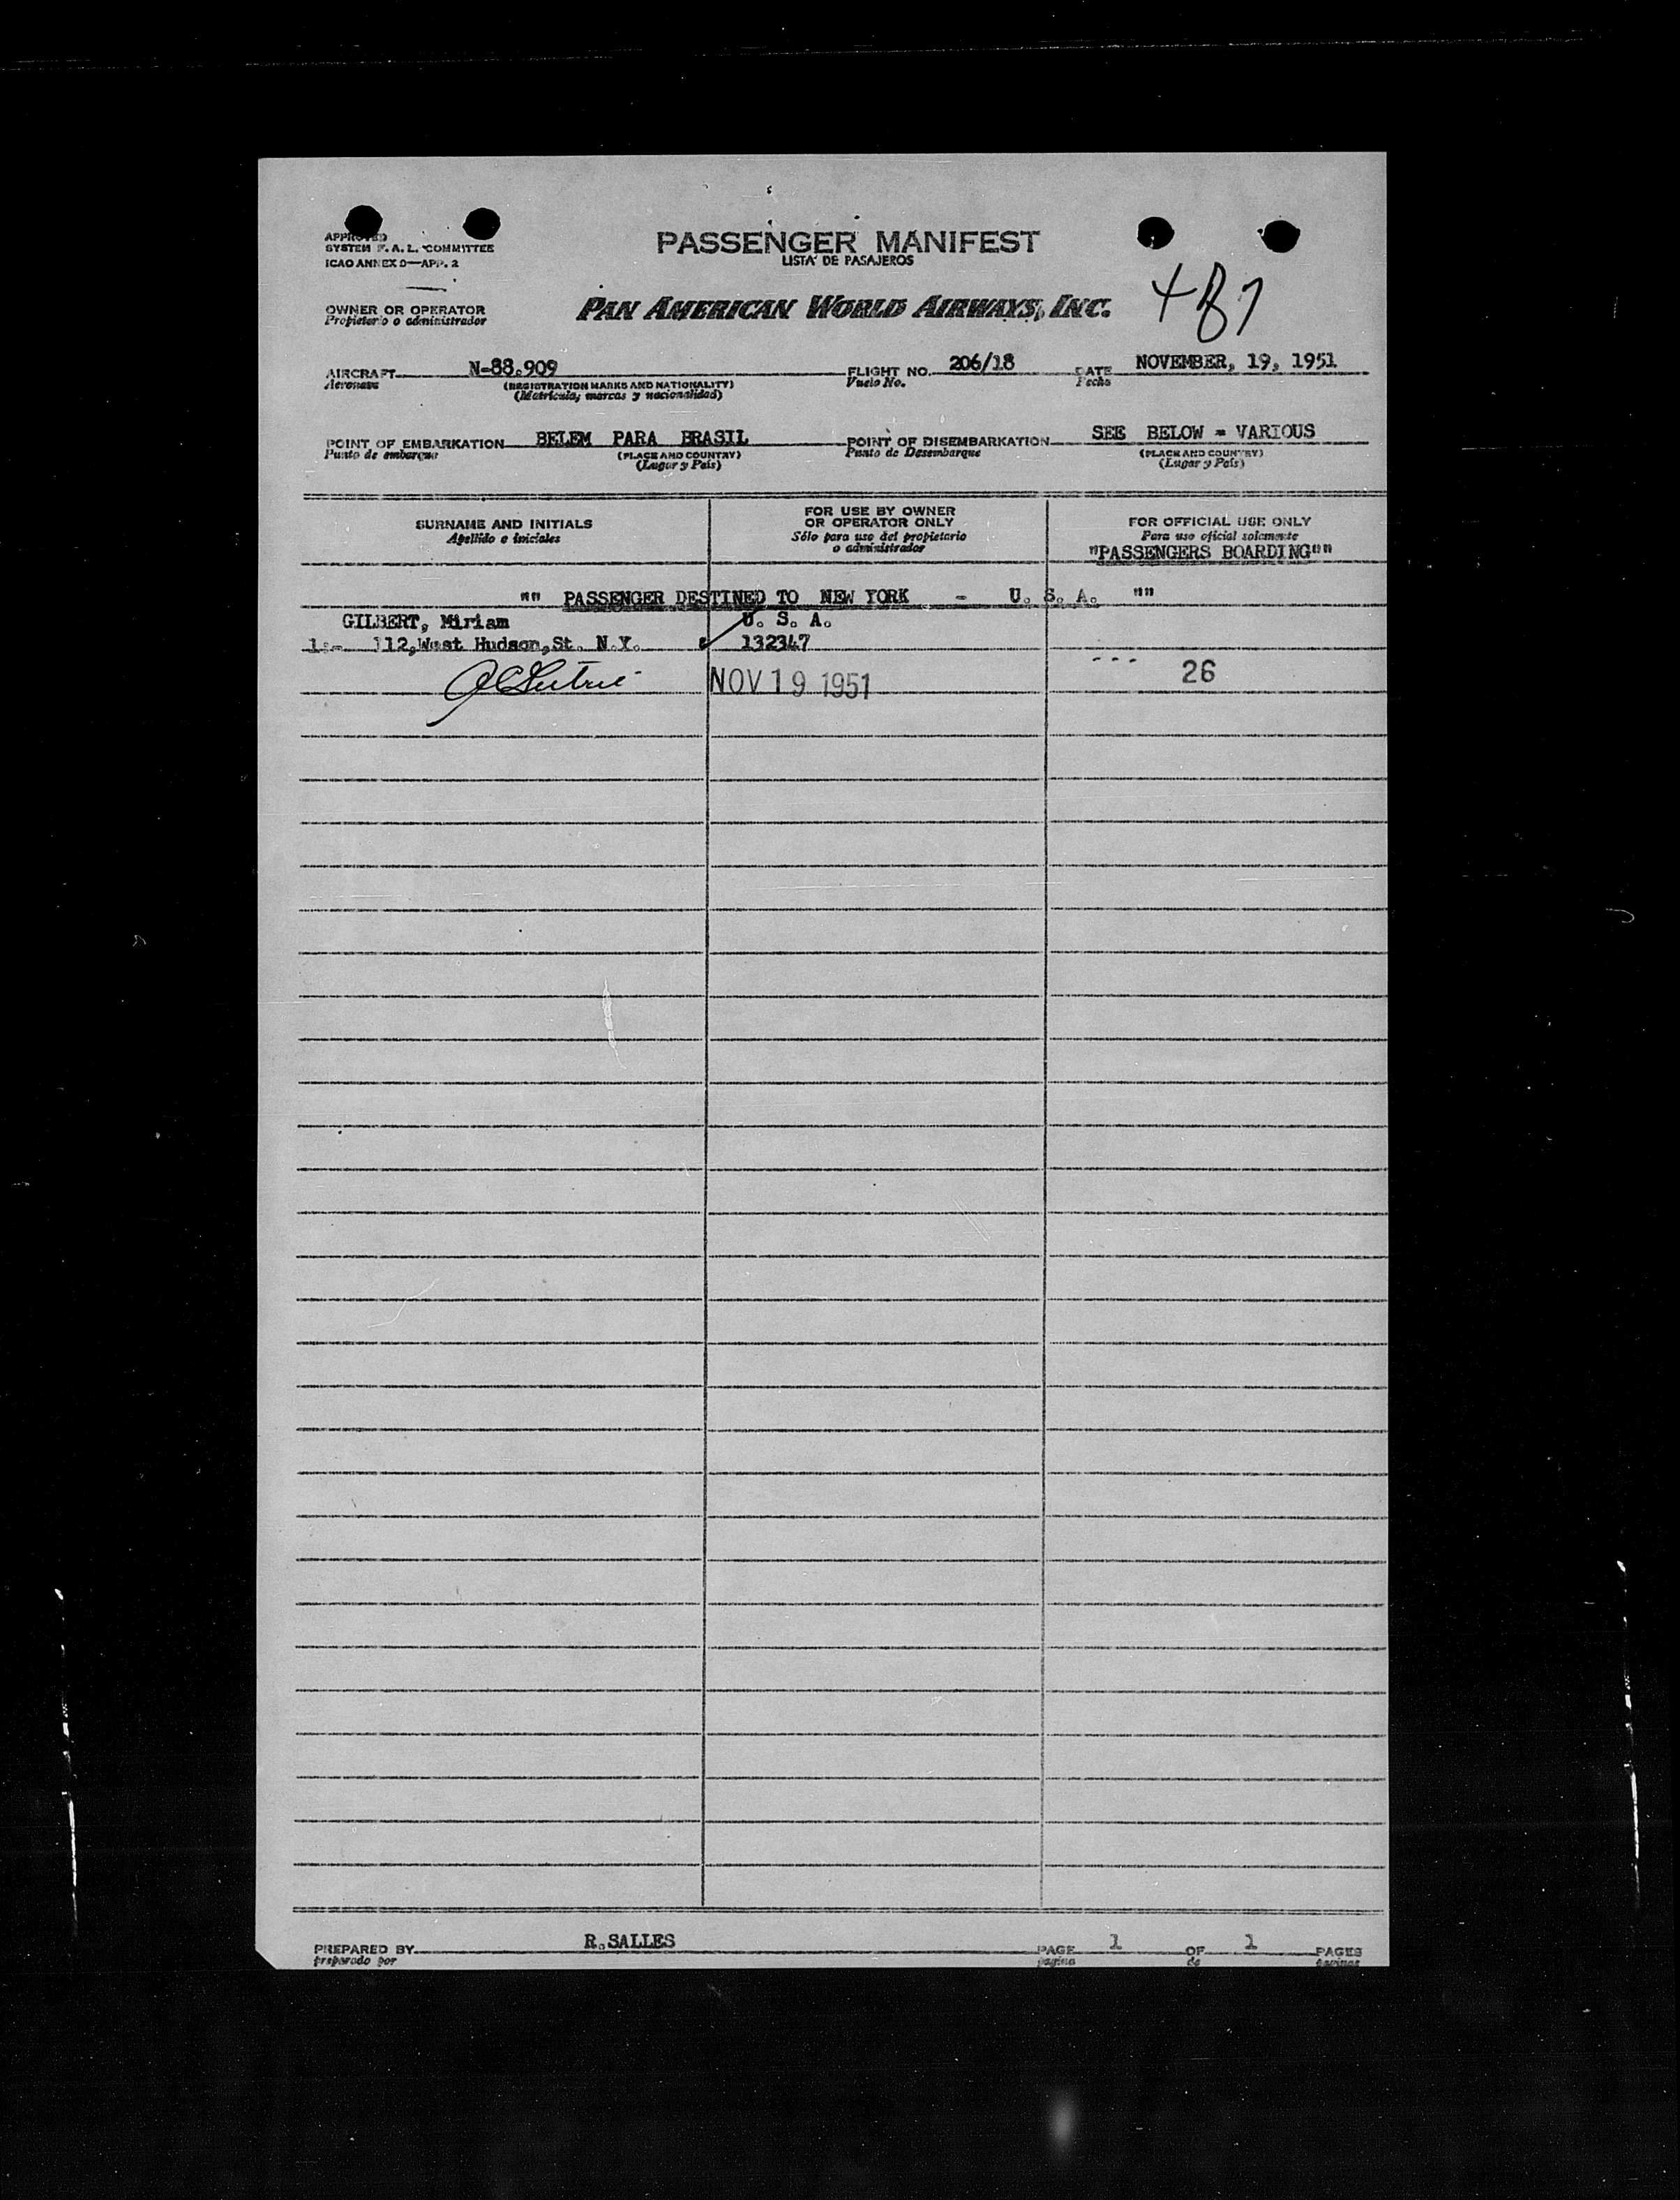 APPROVED
SYSTEM F. A. L. COMMITTEE
ICAO ANNEX 9—APP. 2
PASSENGER MANIFEST
LISTA DE PASAJEROS
OWNER OR OPERATOR
Propietario o administrador
PAN AMERICAN WORLD AIRWAYS, INC.
AIRCRAFT N-88.909 FLIGHT NO. 206/18 DATE NOVEMBER, 19, 1951
Aeronave (REGISTRATION MARKS AND NATIONALITY) Vuelo No. Fecha
(Matrícula, marcas y nacionalidad)
POINT OF EMBARKATION BELEM PARA BRASIL POINT OF DISEMBARKATION SEE BELOW - VARIOUS
Punto de embarque (PLACE AND COUNTRY) Punto de Desembarque (PLACE AND COUNTRY)
(Lugar y País) (Lugar y País)
SURNAME AND INITIALS
Apellido e iniciales
FOR USE BY OWNER
OR OPERATOR ONLY
Sólo para uso del propietario
o administrador
FOR OFFICIAL USE ONLY
Para uso oficial solamente
"PASSENGERS BOARDING""
"" PASSENGER DESTINED TO NEW YORK - U. S. A. ""
GILBERT, Miriam U. S. A.
1:- 112,West Hudson,St. N.Y. 132347
NOV 19 1951 --- 26
PREPARED BY R.SALLES PAGE 1 OF 1 PAGES
preparado por página de páginas